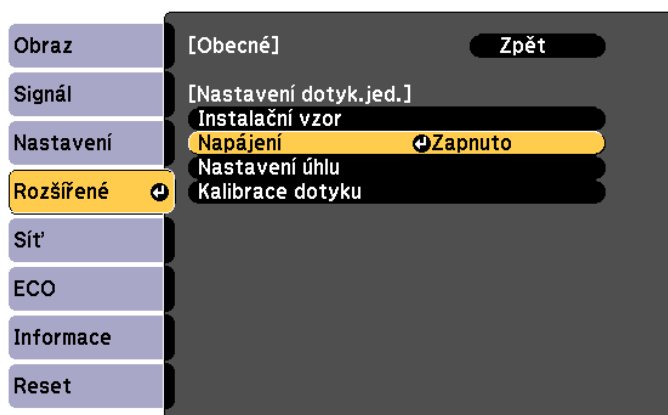 Obraz
Signál
Nastavení
Rozšířené
Síť
ECO
Informace
Reset
[Obecné] Zpět
[Nastavení dotyk.jed.]
Instalační vzor
Napájení Zapnuto
Nastavení úhlu
Kalibrace dotyku